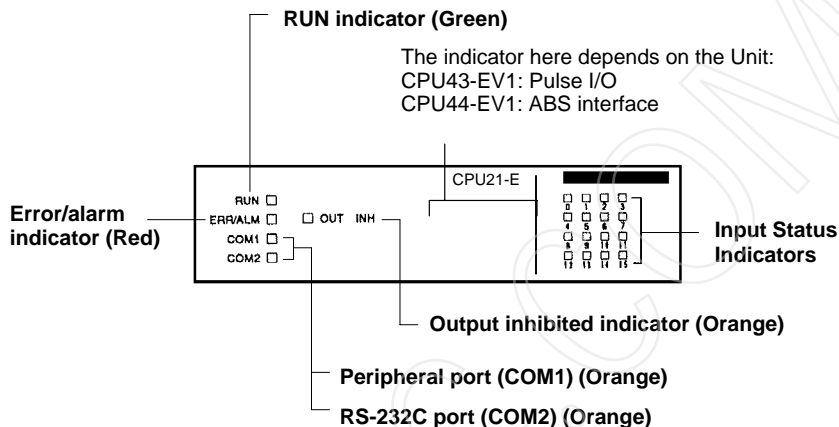 RUN indicator (Green)
The indicator here depends on the Unit:
CPU43-EV1: Pulse I/O
CPU44-EV1: ABS interface
CPU21-E
RUN
ERR/ALM
OUT INH
COM1
COM2
0 1 2 3
4 5 6 7
8 9 10 11
12 13 14 15
Error/alarm
indicator (Red)
Input Status
Indicators
Output inhibited indicator (Orange)
Peripheral port (COM1) (Orange)
RS-232C port (COM2) (Orange)